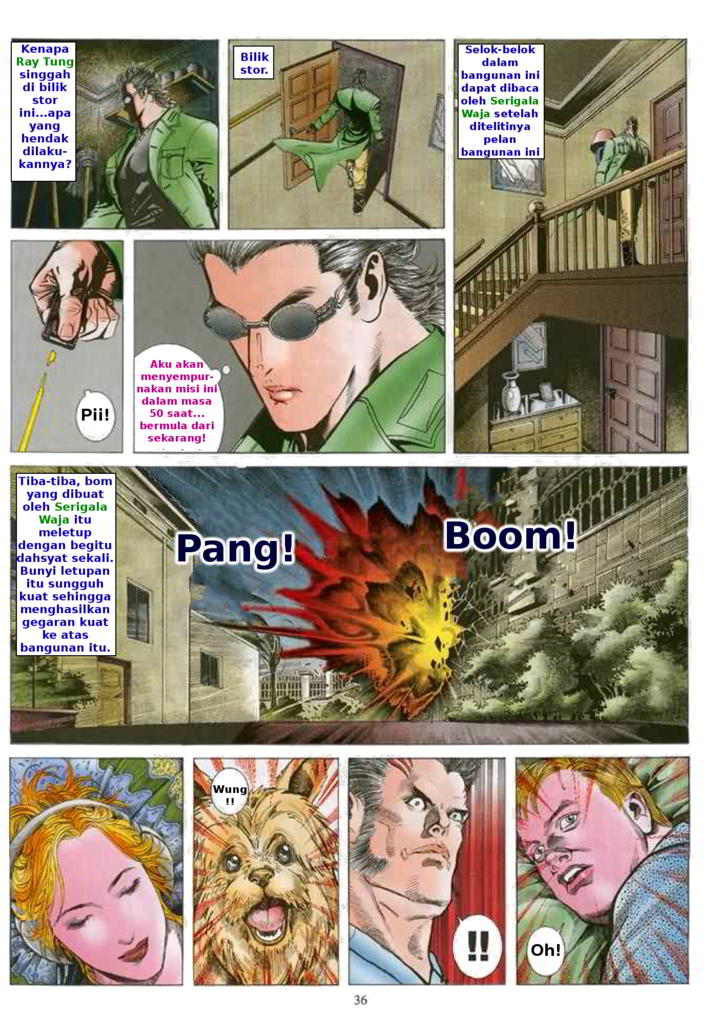 Kenapa
Ray Tung
singgah
di bilik
stor
ini...apa
yang
hendak
dilaku-
kannya?
Bilik
stor.
Selok-belok
dalam
bangunan ini
dapat dibaca
oleh Serigala
Waja setelah
ditelitinya
pelan
bangunan ini
Pii!
Aku akan
menyempur-
nakan misi ini
dalam masa
50 saat...
bermula dari
sekarang!
Tiba-tiba, bom
yang dibuat
oleh Serigala
Waja itu
meletup
dengan begitu
dahsyat sekali.
Bunyi letupan
itu sungguh
kuat sehingga
menghasilkan
gegaran kuat
ke atas
bangunan itu.
Pang!
Boom!
Wung
!!
!!
Oh!
36